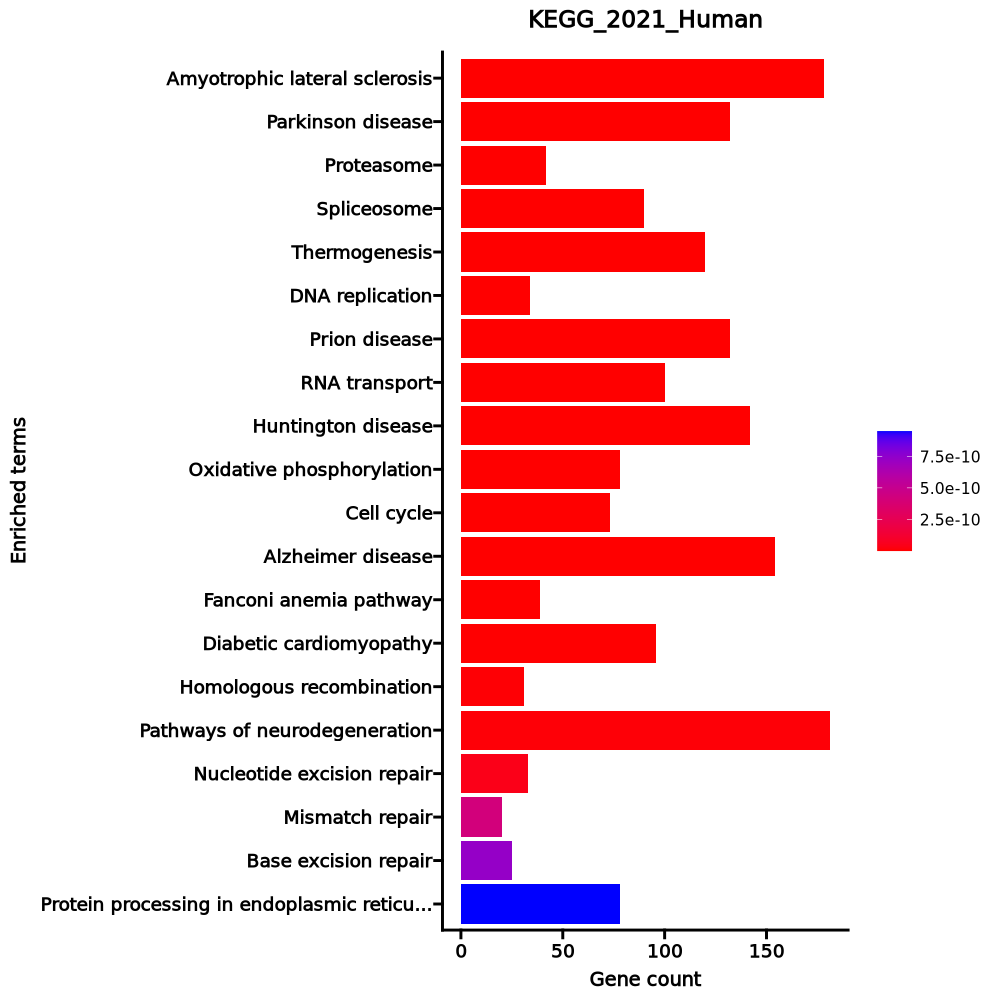 KEGG_2021_Human
Enriched terms
Amyotrophic lateral sclerosis
Parkinson disease
Proteasome
Spliceosome
Thermogenesis
DNA replication
Prion disease
RNA transport
Huntington disease
Oxidative phosphorylation
Cell cycle
Alzheimer disease
Fanconi anemia pathway
Diabetic cardiomyopathy
Homologous recombination
Pathways of neurodegeneration
Nucleotide excision repair
Mismatch repair
Base excision repair
Protein processing in endoplasmic reticu...
0 50 100 150
Gene count
7.5e-10
5.0e-10
2.5e-10